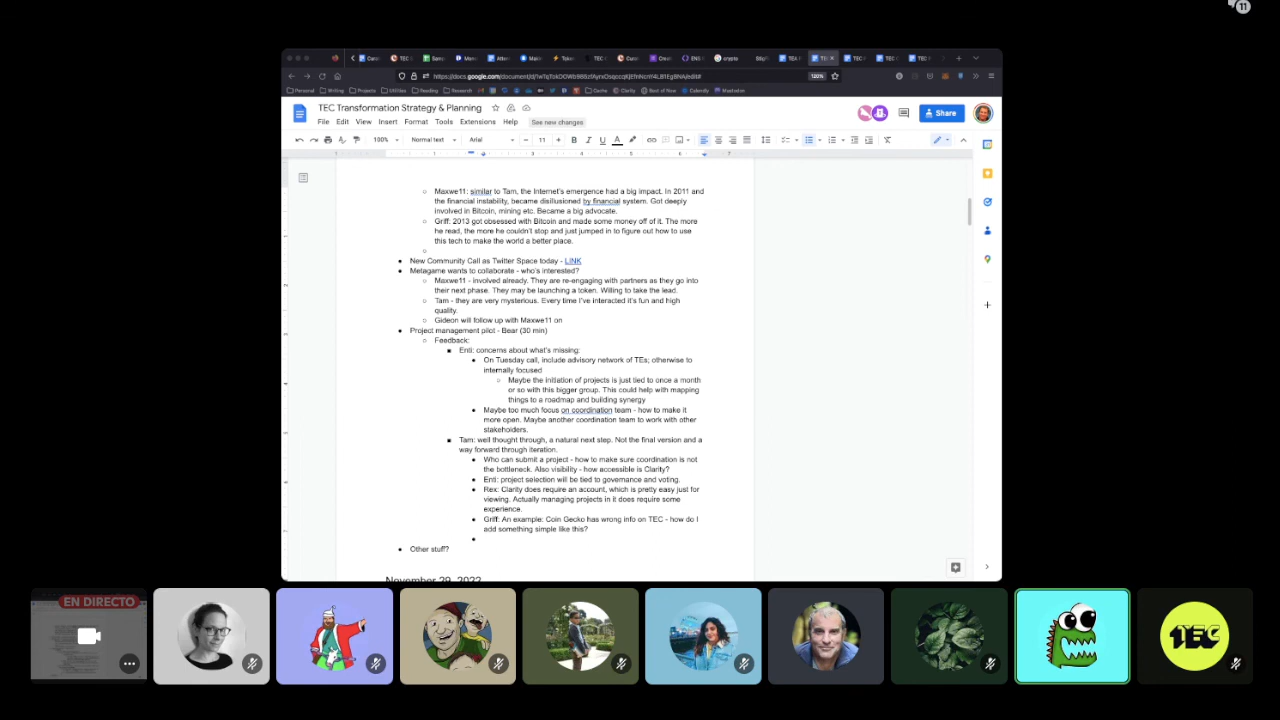 11
TEC Transformation Strategy & Planning
File Edit View Insert Format Tools Extensions Help See new changes
Share
100% Normal text Arial 11
Maxwe11: similar to Tam, the Internet's emergence had a big impact. In 2011 and
the financial instability, became disillusioned by financial system. Got deeply
involved in Bitcoin, mining etc. Became a big advocate.
Griff: 2013 got obsessed with Bitcoin and made some money off of it. The more
he read, the more he couldn't stop and just jumped in to figure out how to use
this tech to make the world a better place.
New Community Call as Twitter Space today - LINK
Metagame wants to collaborate - who's interested?
Maxwe11 - involved already. They are re-engaging with partners as they go into
their next phase. They may be launching a token. Willing to take the lead.
Tam - they are very mysterious. Every time I've interacted it's fun and high
quality.
Gideon will follow up with Maxwe11 on
Project management pilot - Bear (30 min)
Feedback:
Enti: concerns about what's missing:
On Tuesday call, include advisory network of TEs; otherwise to
internally focused
Maybe the initiation of projects is just tied to once a month
or so with this bigger group. This could help with mapping
things to a roadmap and building synergy
Maybe too much focus on coordination team - how to make it
more open. Maybe another coordination team to work with other
stakeholders.
Tam: well thought through, a natural next step. Not the final version and a
way forward through iteration.
Who can submit a project - how to make sure coordination is not
the bottleneck. Also visibility - how accessible is Clarity?
Enti: project selection will be tied to governance and voting.
Rex: Clarity does require an account, which is pretty easy just for
viewing. Actually managing projects in it does require some
experience.
Griff: An example: Coin Gecko has wrong info on TEC - how do I
add something simple like this?
Other stuff?
November 29, 2022
EN DIRECTO
TEC